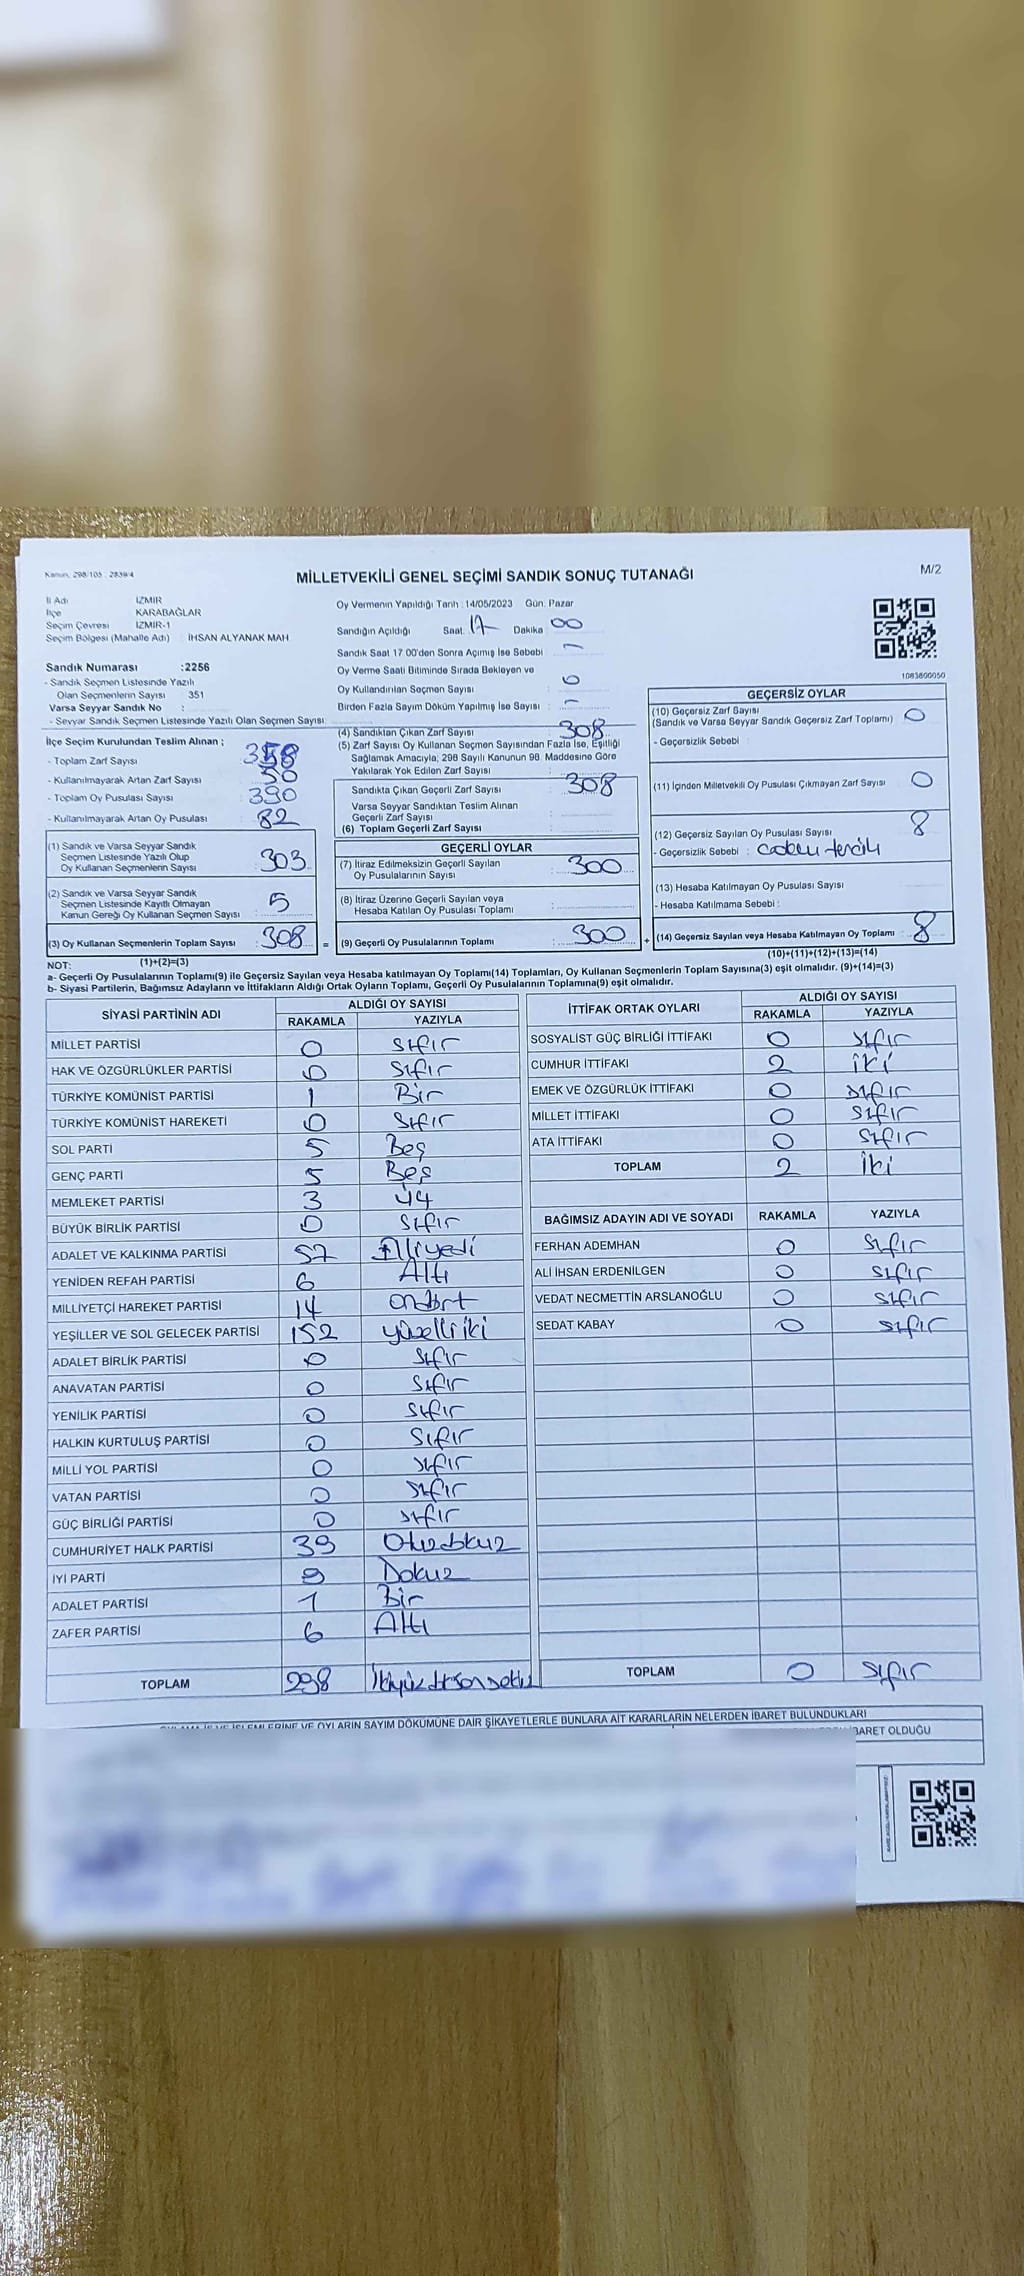 MİLLETVEKİLİ GENEL SEÇİMİ SANDIK SONUÇ TUTANAĞI
M/2
İl Adı İZMİR
İlçe KARABAĞLAR
Seçim Çevresi İZMİR-1
Seçim Bölgesi (Mahalle Adı) : İHSAN ALYANAK MAH
Sandık Numarası :2256
- Sandık Seçmen Listesinde Yazılı
Olan Seçmenlerin Sayısı : 351
Varsa Seyyar Sandık No :
- Seyyar Sandık Seçmen Listesinde Yazılı Olan Seçmen Sayısı:
Oy Vermenin Yapıldığı Tarih : 14/05/2023 Gün: Pazar
Sandığın Açıldığı Saat: 17 Dakika 00
Sandık Saat 17 00'den Sonra Açımış İse Sebebi : -
Oy Verme Saati Bitiminde Sırada Bekleyen ve
Oy Kullandırılan Seçmen Sayısı : 0
Birden Fazla Sayım Döküm Yapılmış İse Sayısı : -
1083800050
İlçe Seçim Kurulundan Teslim Alınan ;
- Toplam Zarf Sayısı : 358
- Kullanılmayarak Artan Zarf Sayısı : 50
- Toplam Oy Pusulası Sayısı : 390
- Kullanılmayarak Artan Oy Pusulası : 82
(1) Sandık ve Varsa Seyyar Sandık
Seçmen Listesinde Yazılı Olup
Oy Kullanan Seçmenlerin Sayısı : 303
(2) Sandık ve Varsa Seyyar Sandık
Seçmen Listesinde Kayıtlı Olmayan
Kanun Gereği Oy Kullanan Seçmen Sayısı : 5
(3) Oy Kullanan Seçmenlerin Toplam Sayısı : 308 =
(1)+(2)=(3)
(4) Sandıktan Çıkan Zarf Sayısı : 308
(5) Zarf Sayısı Oy Kullanan Seçmen Sayısından Fazla İse, Eşitliği
Sağlamak Amacıyla; 298 Sayılı Kanunun 98. Maddesine Göre
Yakılarak Yok Edilen Zarf Sayısı :
Sandıkta Çıkan Geçerli Zarf Sayısı : 308
Varsa Seyyar Sandıktan Teslim Alınan
Geçerli Zarf Sayısı :
(6) Toplam Geçerli Zarf Sayısı :
GEÇERLİ OYLAR
(7) İtiraz Edilmeksizin Geçerli Sayılan
Oy Pusulalarının Sayısı : 300
(8) İtiraz Üzerine Geçerli Sayılan veya
Hesaba Katılan Oy Pusulası Toplamı :
(9) Geçerli Oy Pusulalarının Toplamı : 300 +
GEÇERSİZ OYLAR
(10) Geçersiz Zarf Sayısı
(Sandık ve Varsa Seyyar Sandık Geçersiz Zarf Toplamı) 0
- Geçersizlik Sebebi :
(11) İçinden Milletvekili Oy Pusulası Çıkmayan Zarf Sayısı 0
(12) Geçersiz Sayılan Oy Pusulası Sayısı 8
- Geçersizlik Sebebi :
(13) Hesaba Katılmayan Oy Pusulası Sayısı
- Hesaba Katılmama Sebebi :
(14) Geçersiz Sayılan veya Hesaba Katılmayan Oy Toplamı : 8
(10)+(11)+(12)+(13)=(14)
NOT:
a- Geçerli Oy Pusulalarının Toplamı(9) ile Geçersiz Sayılan veya Hesaba katılmayan Oy Toplamı(14) Toplamları, Oy Kullanan Seçmenlerin Toplam Sayısına(3) eşit olmalıdır. (9)+(14)=(3)
b- Siyasi Partilerin, Bağımsız Adayların ve İttifakların Aldığı Ortak Oyların Toplamı, Geçerli Oy Pusulalarının Toplamına(9) eşit olmalıdır.
SİYASİ PARTİNİN ADI ALDIĞI OY SAYISI
RAKAMLA YAZIYLA
MİLLET PARTİSİ 0 sıfır
HAK VE ÖZGÜRLÜKLER PARTİSİ 0 sıfır
TÜRKİYE KOMÜNİST PARTİSİ 1 Bir
TÜRKİYE KOMÜNİST HAREKETİ 0 sıfır
SOL PARTİ 5 Beş
GENÇ PARTİ 5 Beş
MEMLEKET PARTİSİ 3 üç
BÜYÜK BİRLİK PARTİSİ 0 sıfır
ADALET VE KALKINMA PARTİSİ 57 Elliyedi
YENİDEN REFAH PARTİSİ 6 Altı
MİLLİYETÇİ HAREKET PARTİSİ 14 ondört
YEŞİLLER VE SOL GELECEK PARTİSİ 152 yüzelliiki
ADALET BİRLİK PARTİSİ 0 sıfır
ANAVATAN PARTİSİ 0 sıfır
YENİLİK PARTİSİ 0 sıfır
HALKIN KURTULUŞ PARTİSİ 0 sıfır
MİLLİ YOL PARTİSİ 0 sıfır
VATAN PARTİSİ 0 sıfır
GÜÇ BİRLİĞİ PARTİSİ 0 sıfır
CUMHURİYET HALK PARTİSİ 39 Otuzdokuz
İYİ PARTİ 9 Dokuz
ADALET PARTİSİ 1 Bir
ZAFER PARTİSİ 6 Altı
TOPLAM 298
İTTİFAK ORTAK OYLARI ALDIĞI OY SAYISI
RAKAMLA YAZIYLA
SOSYALİST GÜÇ BİRLİĞİ İTTİFAKI 0 sıfır
CUMHUR İTTİFAKI 2 iki
EMEK VE ÖZGÜRLÜK İTTİFAKI 0 sıfır
MİLLET İTTİFAKI 0 sıfır
ATA İTTİFAKI 0 sıfır
TOPLAM 2 iki
BAĞIMSIZ ADAYIN ADI VE SOYADI RAKAMLA YAZIYLA
FERHAN ADEMHAN 0 sıfır
ALİ İHSAN ERDENİLGEN 0 sıfır
VEDAT NECMETTİN ARSLANOĞLU 0 sıfır
SEDAT KABAY 0 sıfır
TOPLAM 0 sıfır
VE OYLARIN SAYIM DÖKÜMÜNE DAİR ŞİKAYETLERLE BUNLARA AİT KARARLARIN NELERDEN İBARET BULUNDUKLARI
BARET OLDUĞU